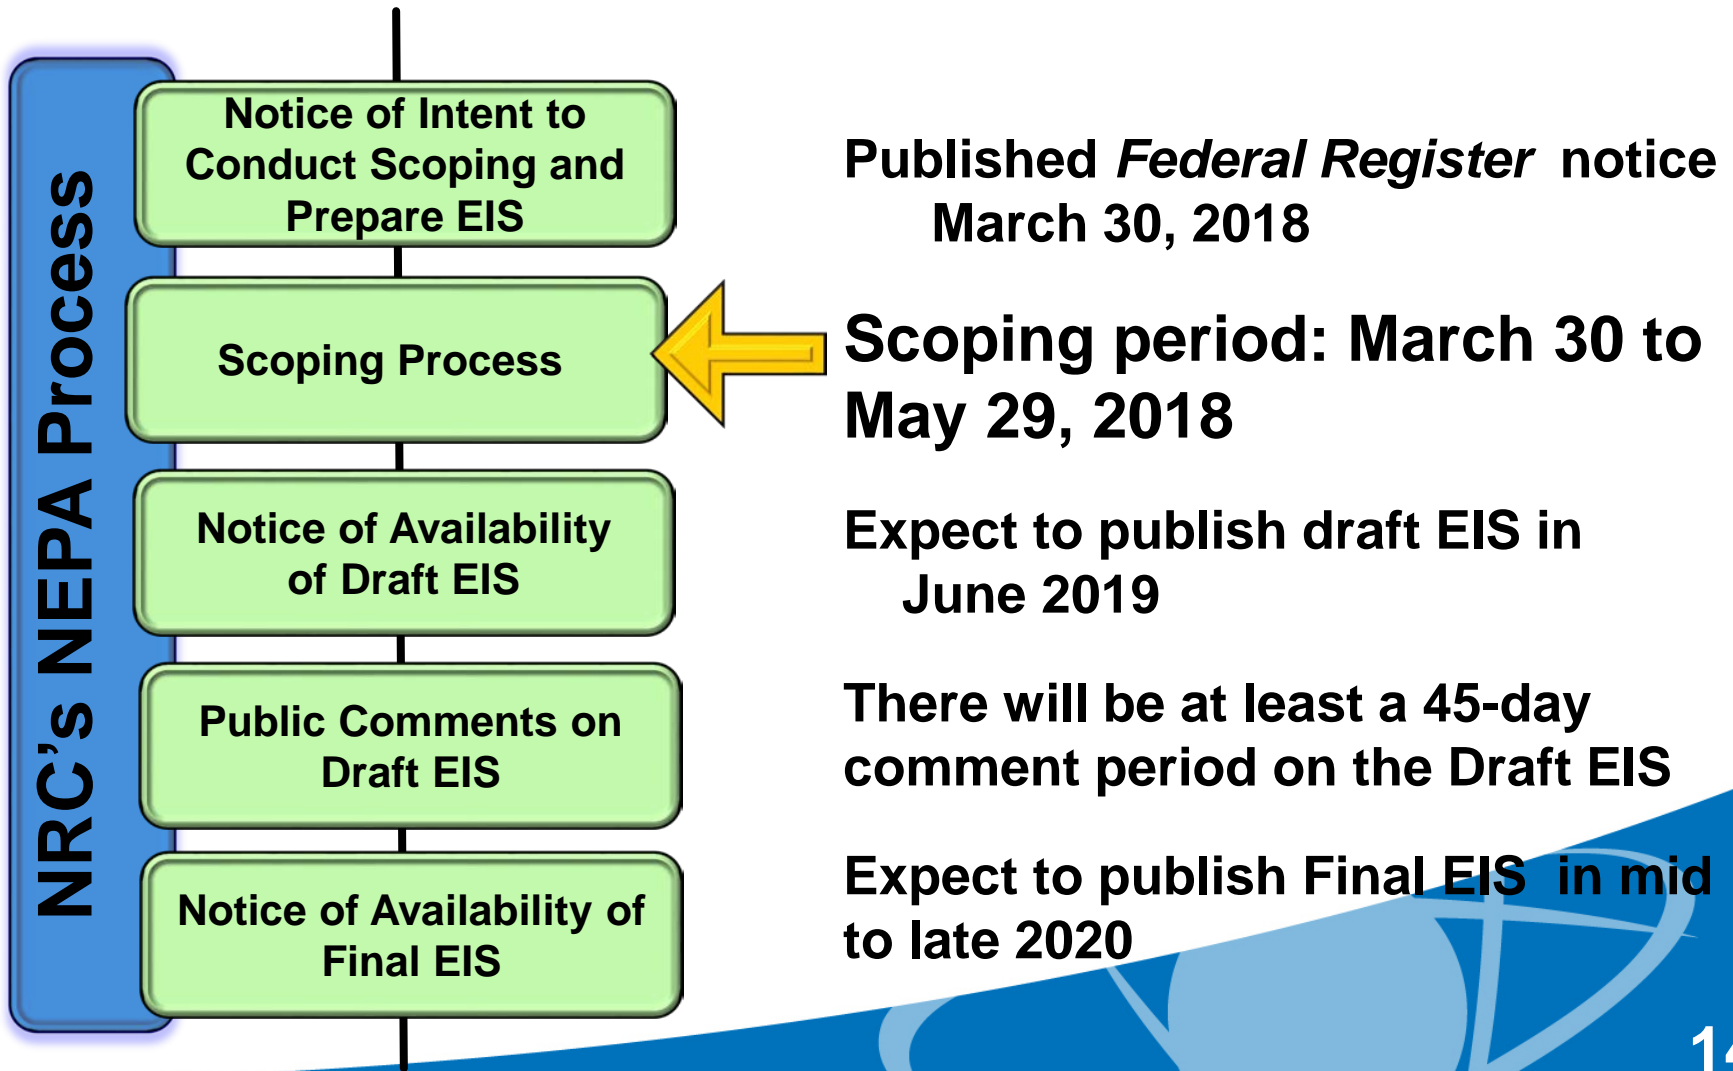 NRC's NEPA Process
Notice of Intent to
Conduct Scoping and
Prepare EIS
Published Federal Register notice
March 30, 2018
Scoping Process
Scoping period: March 30 to
May 29, 2018
Notice of Availability
of Draft EIS
Expect to publish draft EIS in
June 2019
Public Comments on
Draft EIS
There will be at least a 45-day
comment period on the Draft EIS
Notice of Availability of
Final EIS
Expect to publish Final EIS in mid
to late 2020
14